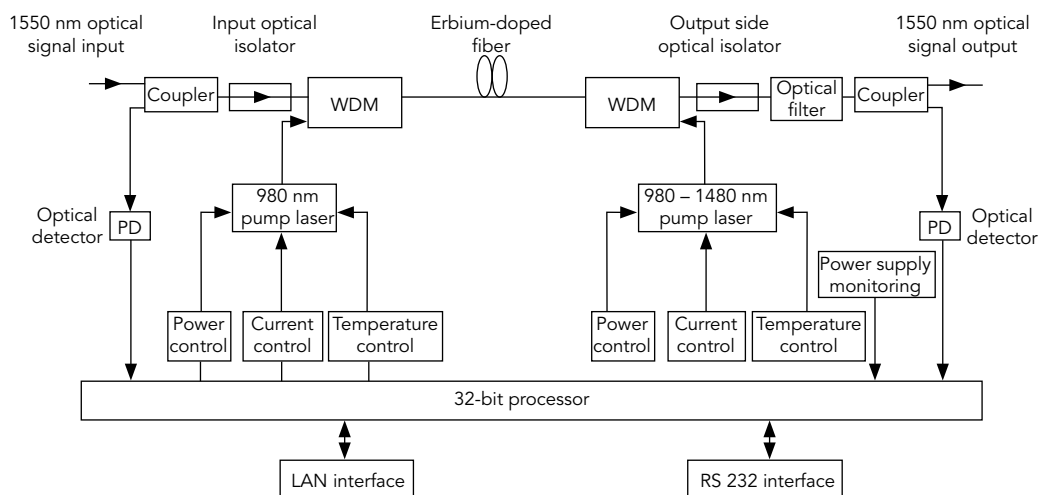 1550 nm optical
signal input
Input optical
isolator
Erbium-doped
fiber
Output side
optical isolator
1550 nm optical
signal output
Coupler
WDM
WDM
Optical
filter
Coupler
980 nm
pump laser
980 – 1480 nm
pump laser
Optical
detector
PD
PD
Optical
detector
Power supply
monitoring
Power
control
Current
control
Temperature
control
Power
control
Current
control
Temperature
control
32-bit processor
LAN interface
RS 232 interface